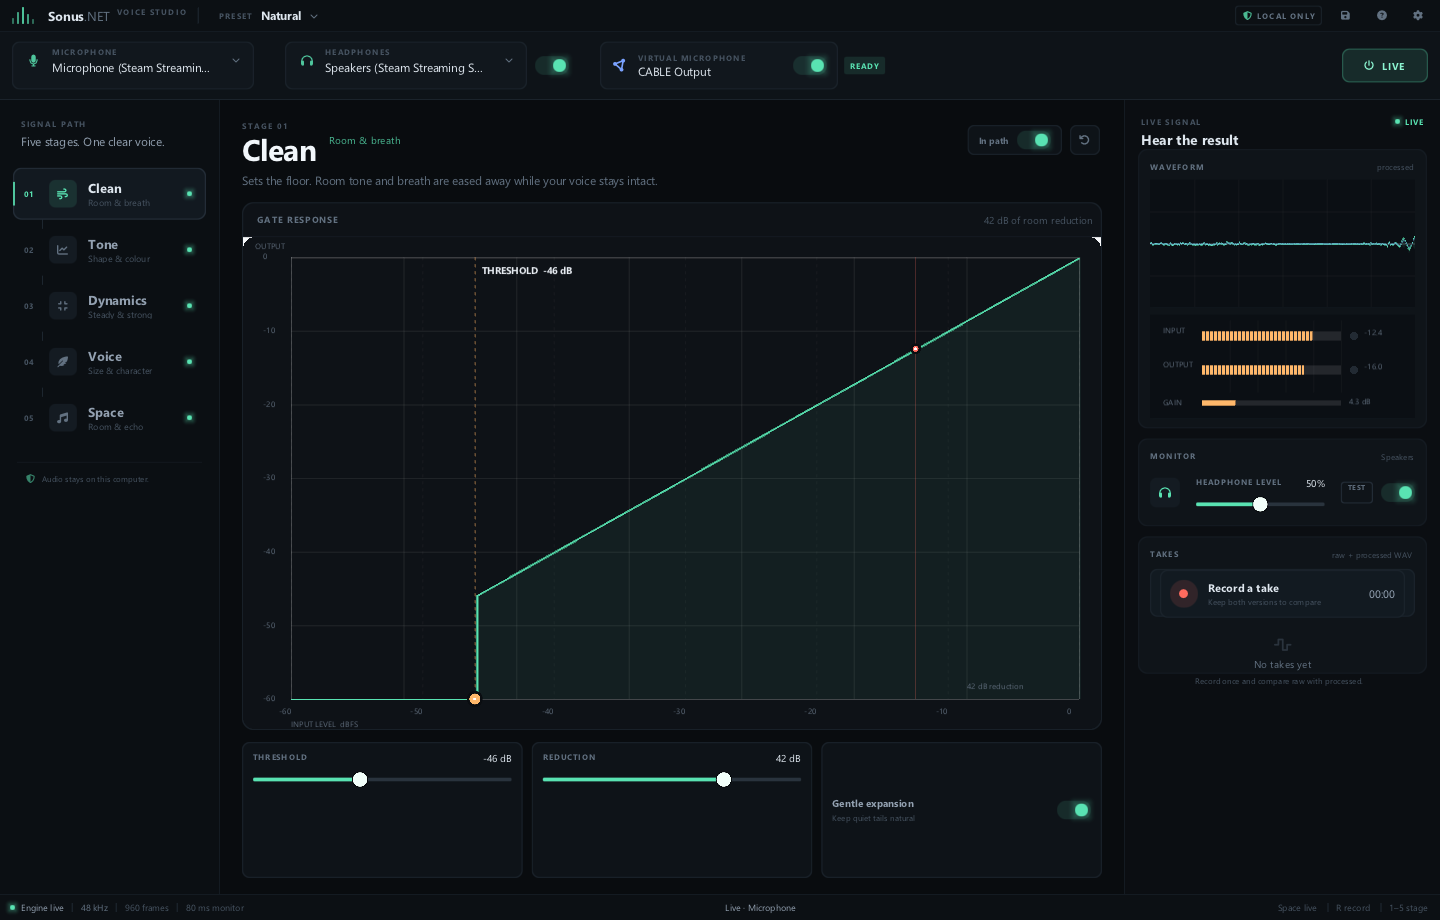 Sonus.NET VOICE STUDIO PRESET Natural LOCAL ONLY
MICROPHONE
Microphone (Steam Streamin...
HEADPHONES
Speakers (Steam Streaming S...
VIRTUAL MICROPHONE
CABLE Output
READY
LIVE
SIGNAL PATH
Five stages. One clear voice.
01 Clean
Room & breath
02 Tone
Shape & colour
03 Dynamics
Steady & strong
04 Voice
Size & character
05 Space
Room & echo
Audio stays on this computer.
STAGE 01
Clean Room & breath
In path
Sets the floor. Room tone and breath are eased away while your voice stays intact.
GATE RESPONSE 42 dB of room reduction
OUTPUT
0
THRESHOLD -46 dB
-10
-20
-30
-40
-50
-60
42 dB reduction
-60 -50 -40 -30 -20 -10 0
INPUT LEVEL dBFS
THRESHOLD -46 dB
REDUCTION 42 dB
Gentle expansion
Keep quiet tails natural
LIVE SIGNAL LIVE
Hear the result
WAVEFORM processed
INPUT -12.4
OUTPUT -16.0
GAIN 4.3 dB
MONITOR Speakers
HEADPHONE LEVEL 50% TEST
TAKES raw + processed WAV
Record a take
Keep both versions to compare
00:00
No takes yet
Record once and compare raw with processed.
Engine live 48 kHz 960 frames 80 ms monitor Live · Microphone Space live R record 1–5 stage